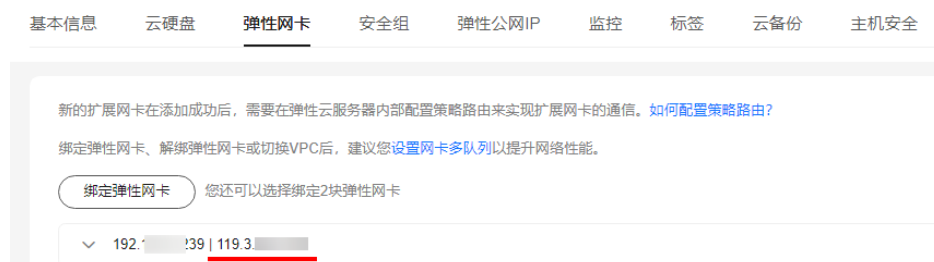 基本信息 云硬盘 弹性网卡 安全组 弹性公网IP 监控 标签 云备份 主机安全
新的扩展网卡在添加成功后，需要在弹性云服务器内部配置策略路由来实现扩展网卡的通信。如何配置策略路由？
绑定弹性网卡、解绑弹性网卡或切换VPC后，建议您设置网卡多队列以提升网络性能。
绑定弹性网卡 您还可以选择绑定2块弹性网卡
192. 239 | 119.3.